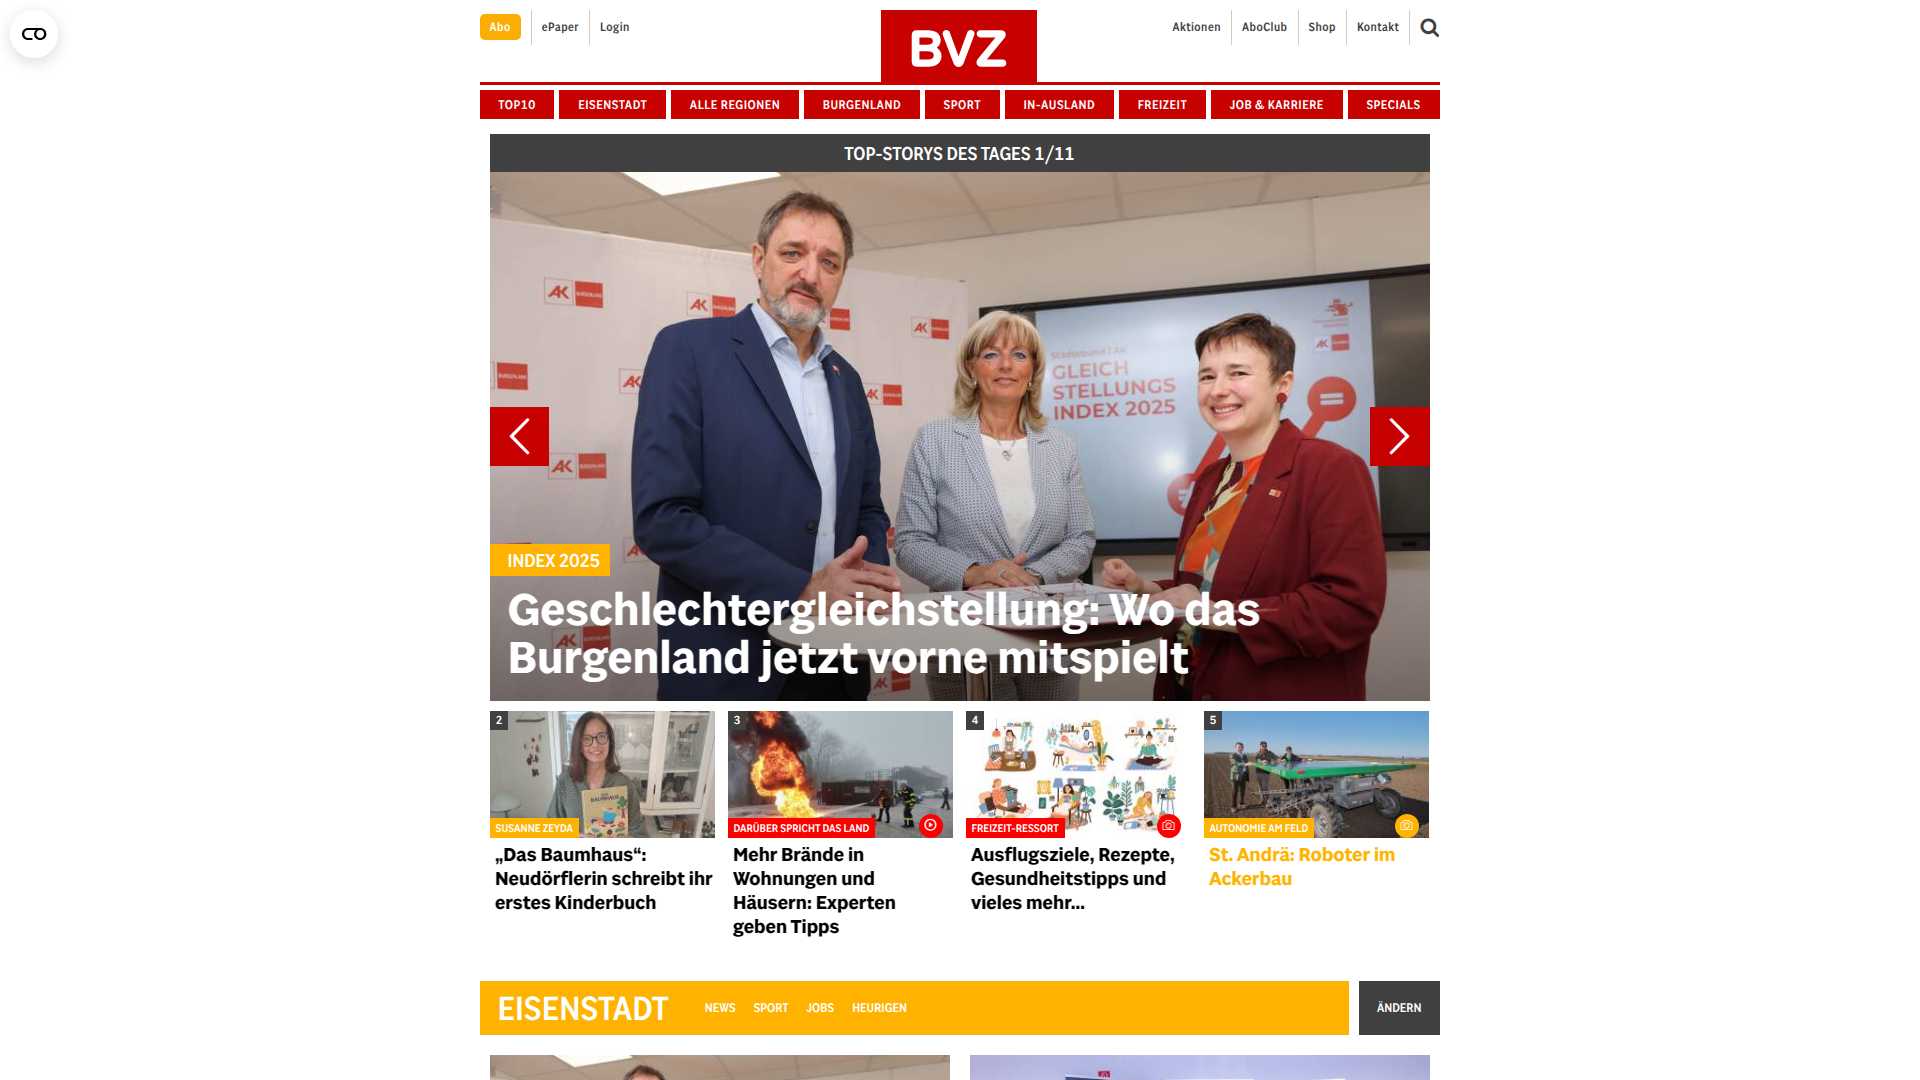 Abo
ePaper
Login
BVZ
Aktionen
AboClub
Shop
Kontakt
TOP10
EISENSTADT
ALLE REGIONEN
BURGENLAND
SPORT
IN-AUSLAND
FREIZEIT
JOB & KARRIERE
SPECIALS
TOP-STORYS DES TAGES 1/11
AK
BURGENLAND
GLEICH
STELLUNGS
INDEX 2025
INDEX 2025
Geschlechtergleichstellung: Wo das
Burgenland jetzt vorne mitspielt
2
SUSANNE ZEYDA
„Das Baumhaus“:
Neudörflerin schreibt ihr
erstes Kinderbuch
3
DARÜBER SPRICHT DAS LAND
Mehr Brände in
Wohnungen und
Häusern: Experten
geben Tipps
4
FREIZEIT-RESSORT
Ausflugsziele, Rezepte,
Gesundheitstipps und
vieles mehr...
5
AUTONOMIE AM FELD
St. Andrä: Roboter im
Ackerbau
EISENSTADT
NEWS
SPORT
JOBS
HEURIGEN
ÄNDERN